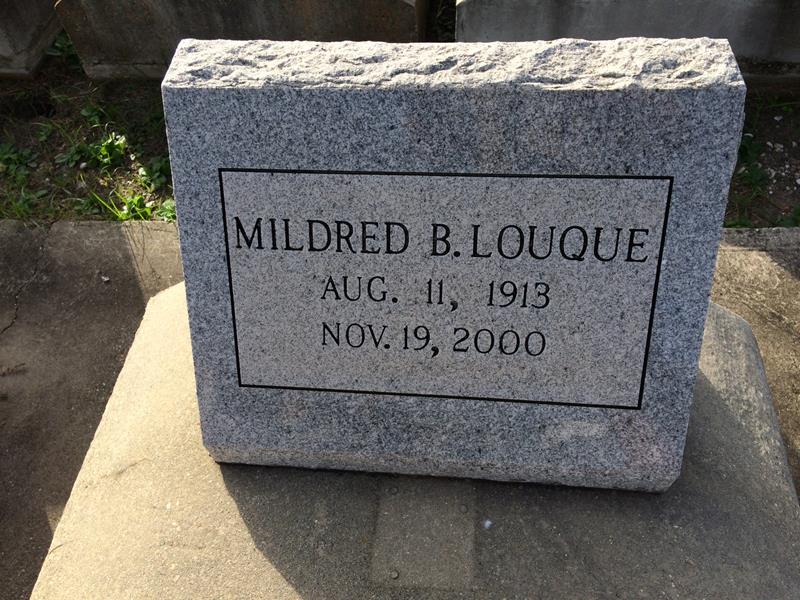 MILDRED B. LOUQUE
AUG. 11, 1913
NOV. 19, 2000